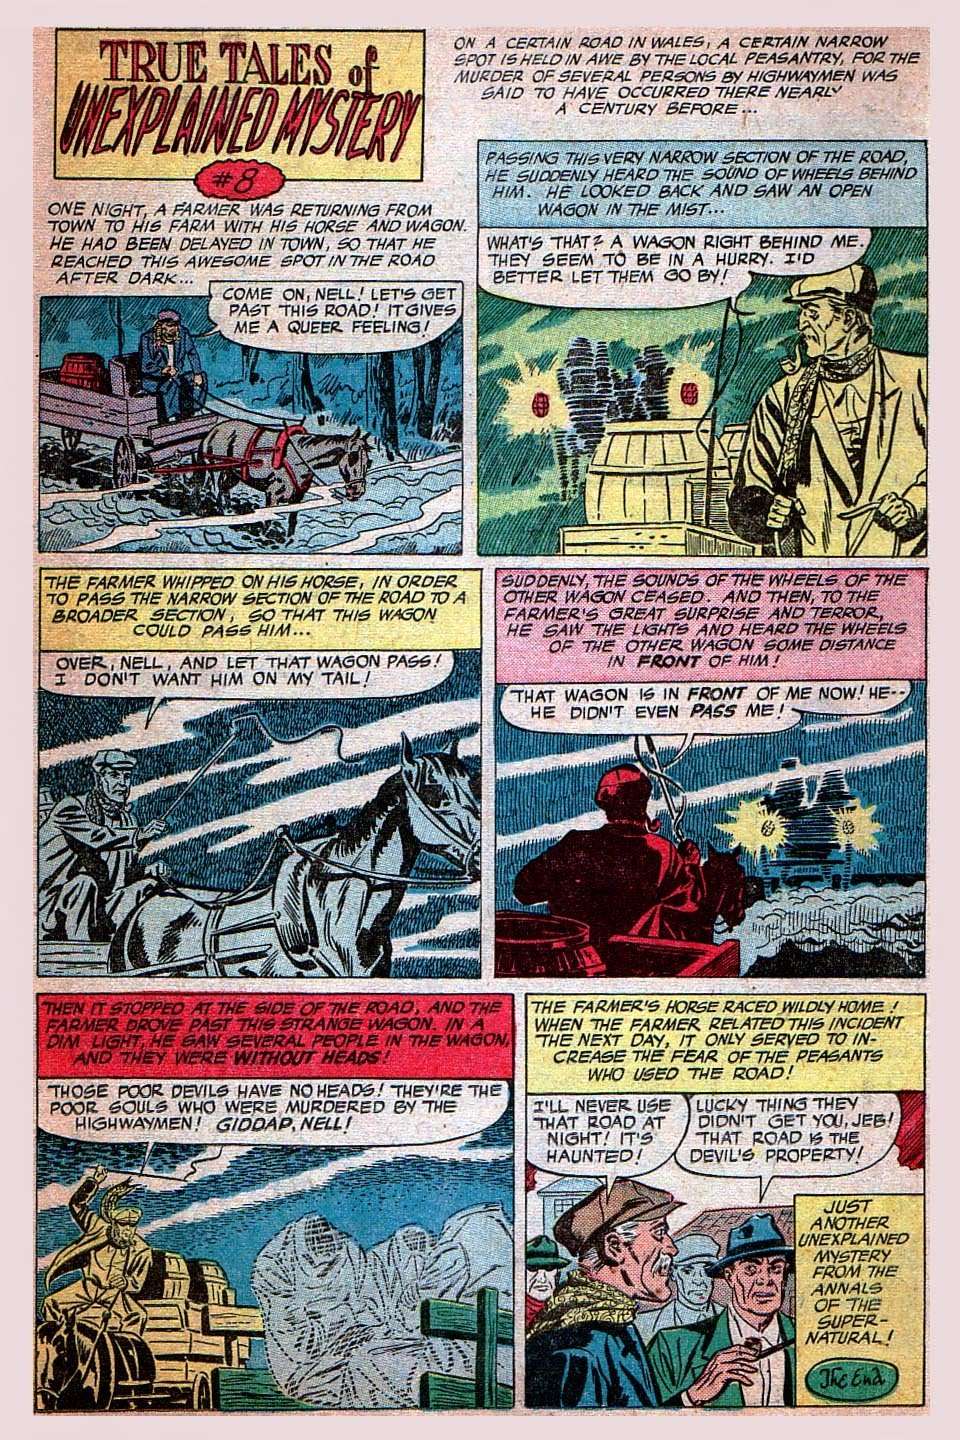 TRUE TALES of
UNEXPLAINED MYSTERY
#8
ON A CERTAIN ROAD IN WALES, A CERTAIN NARROW
SPOT IS HELD IN AWE BY THE LOCAL PEASANTRY, FOR THE
MURDER OF SEVERAL PERSONS BY HIGHWAYMEN WAS
SAID TO HAVE OCCURRED THERE NEARLY
A CENTURY BEFORE...
ONE NIGHT, A FARMER WAS RETURNING FROM
TOWN TO HIS FARM WITH HIS HORSE AND WAGON.
HE HAD BEEN DELAYED IN TOWN, SO THAT HE
REACHED THIS AWESOME SPOT IN THE ROAD
AFTER DARK...
COME ON, NELL! LET'S GET
PAST THIS ROAD! IT GIVES
ME A QUEER FEELING!
PASSING THIS VERY NARROW SECTION OF THE ROAD,
HE SUDDENLY HEARD THE SOUND OF WHEELS BEHIND
HIM. HE LOOKED BACK AND SAW AN OPEN
WAGON IN THE MIST...
WHAT'S THAT? A WAGON RIGHT BEHIND ME.
THEY SEEM TO BE IN A HURRY. I'D
BETTER LET THEM GO BY!
THE FARMER WHIPPED ON HIS HORSE, IN ORDER
TO PASS THE NARROW SECTION OF THE ROAD TO A
BROADER SECTION, SO THAT THIS WAGON
COULD PASS HIM...
OVER, NELL, AND LET THAT WAGON PASS!
I DON'T WANT HIM ON MY TAIL!
SUDDENLY, THE SOUNDS OF THE WHEELS OF THE
OTHER WAGON CEASED. AND THEN, TO THE
FARMER'S GREAT SURPRISE AND TERROR,
HE SAW THE LIGHTS AND HEARD THE WHEELS
OF THE OTHER WAGON SOME DISTANCE
IN FRONT OF HIM!
THAT WAGON IS IN FRONT OF ME NOW! HE--
HE DIDN'T EVEN PASS ME!
THEN IT STOPPED AT THE SIDE OF THE ROAD, AND THE
FARMER DROVE PAST THIS STRANGE WAGON. IN A
DIM LIGHT, HE SAW SEVERAL PEOPLE IN THE WAGON,
AND THEY WERE WITHOUT HEADS!
THOSE POOR DEVILS HAVE NO HEADS! THEY'RE THE
POOR SOULS WHO WERE MURDERED BY THE
HIGHWAYMEN! GIDDAP, NELL!
THE FARMER'S HORSE RACED WILDLY HOME!
WHEN THE FARMER RELATED THIS INCIDENT
THE NEXT DAY, IT ONLY SERVED TO IN-
CREASE THE FEAR OF THE PEASANTS
WHO USED THE ROAD!
I'LL NEVER USE
THAT ROAD AT
NIGHT! IT'S
HAUNTED!
LUCKY THING THEY
DIDN'T GET YOU, JEB!
THAT ROAD IS THE
DEVIL'S PROPERTY!
JUST
ANOTHER
UNEXPLAINED
MYSTERY
FROM THE
ANNALS
OF THE
SUPER-
NATURAL!
The End